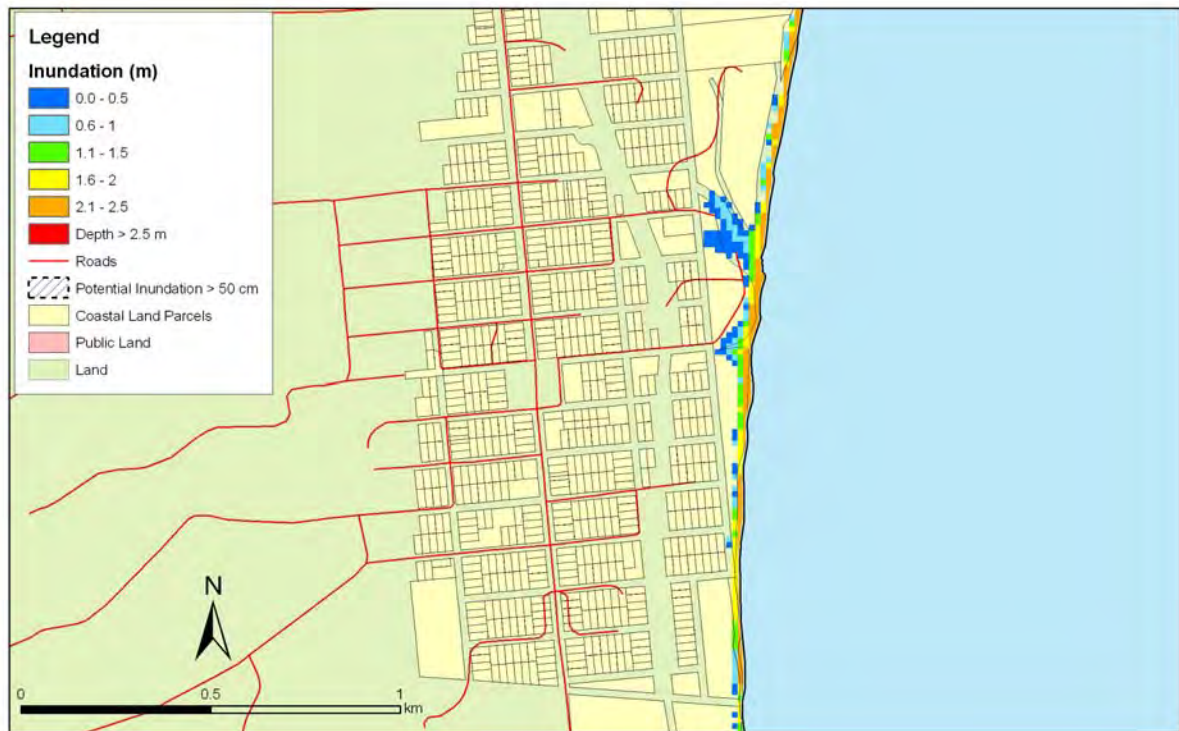 Legend
Inundation (m)
0.0 - 0.5
0.6 - 1
1.1 - 1.5
1.6 - 2
2.1 - 2.5
Depth > 2.5 m
Roads
Potential Inundation > 50 cm
Coastal Land Parcels
Public Land
Land
N
0 0.5 1
km